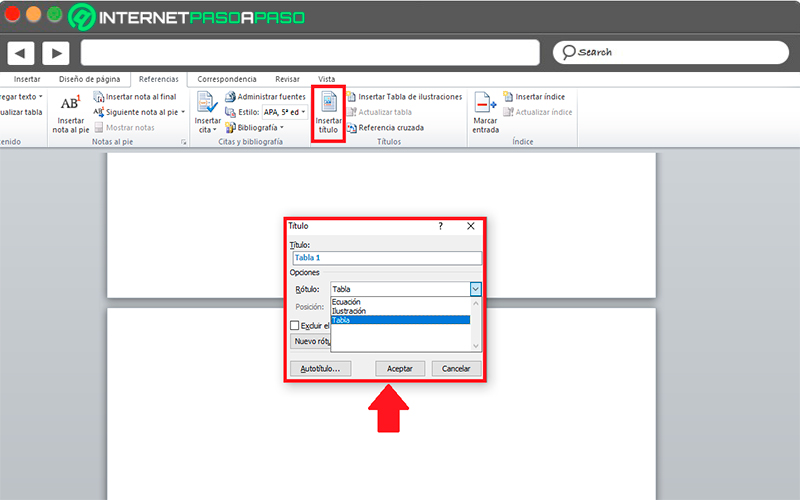 INTERNETPASOAPASO
Search
Insertar Diseño de página Referencias Correspondencia Revisar Vista
regar texto
ualizar tabla
enido
AB1
Insertar
nota al pie
Insertar nota al final
Siguiente nota al pie
Mostrar notas
Notas al pie
Insertar
cita
Administrar fuentes
Estilo: APA, 5ª ed
Bibliografía
Citas y bibliografía
Insertar
título
Insertar Tabla de ilustraciones
Actualizar tabla
Referencia cruzada
Títulos
Marcar
entrada
Insertar índice
Actualizar índice
Índice
Título ? X
Título:
Tabla 1
Opciones
Rótulo: Tabla
Ecuación
Ilustración
Tabla
Posición:
Excluir el
Nuevo rótu
Autotítulo... Aceptar Cancelar